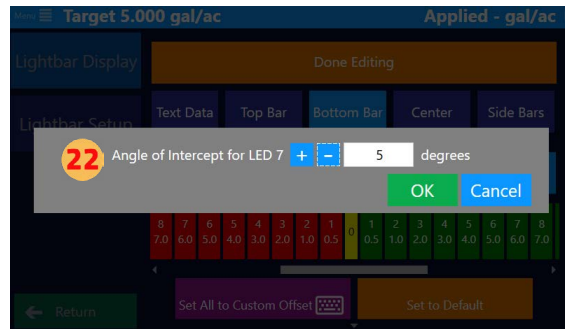 Menu Target 5.000 gal/ac Applied - gal/ac
Lightbar Display Done Editing
Lightbar Setup Text Data Top Bar Bottom Bar Center Side Bars
22 Angle of Intercept for LED 7 + - 5 degrees
OK Cancel
8 7 6 5 4 3 2 1 0 1 2 3 4 5 6 7 8
7.0 6.0 5.0 4.0 3.0 2.0 1.0 0.5 0.5 1.0 2.0 3.0 4.0 5.0 6.0 7.0
Return Set All to Custom Offset Set to Default